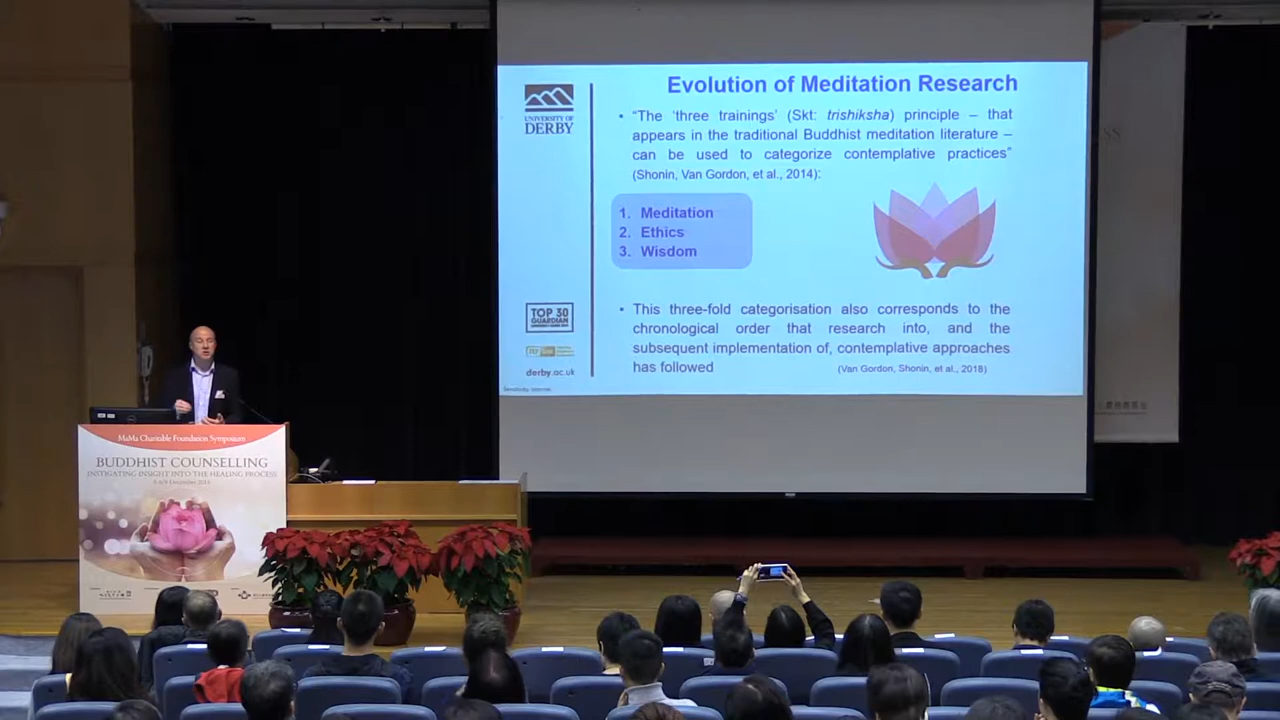 Evolution of Meditation Research
UNIVERSITY OF
DERBY
• “The ‘three trainings’ (Skt: trishiksha) principle – that
appears in the traditional Buddhist meditation literature –
can be used to categorize contemplative practices”
(Shonin, Van Gordon, et al., 2014):
1. Meditation
2. Ethics
3. Wisdom
• This three-fold categorisation also corresponds to the
chronological order that research into, and the
subsequent implementation of, contemplative approaches
has followed
(Van Gordon, Shonin, et al., 2018)
TOP 30
GUARDIAN
derby.ac.uk
Sensitivity: Internal
MaMa Charitable Foundation Symposium
BUDDHIST COUNSELLING
INSTIGATING INSIGHT INTO THE HEALING PROCESS